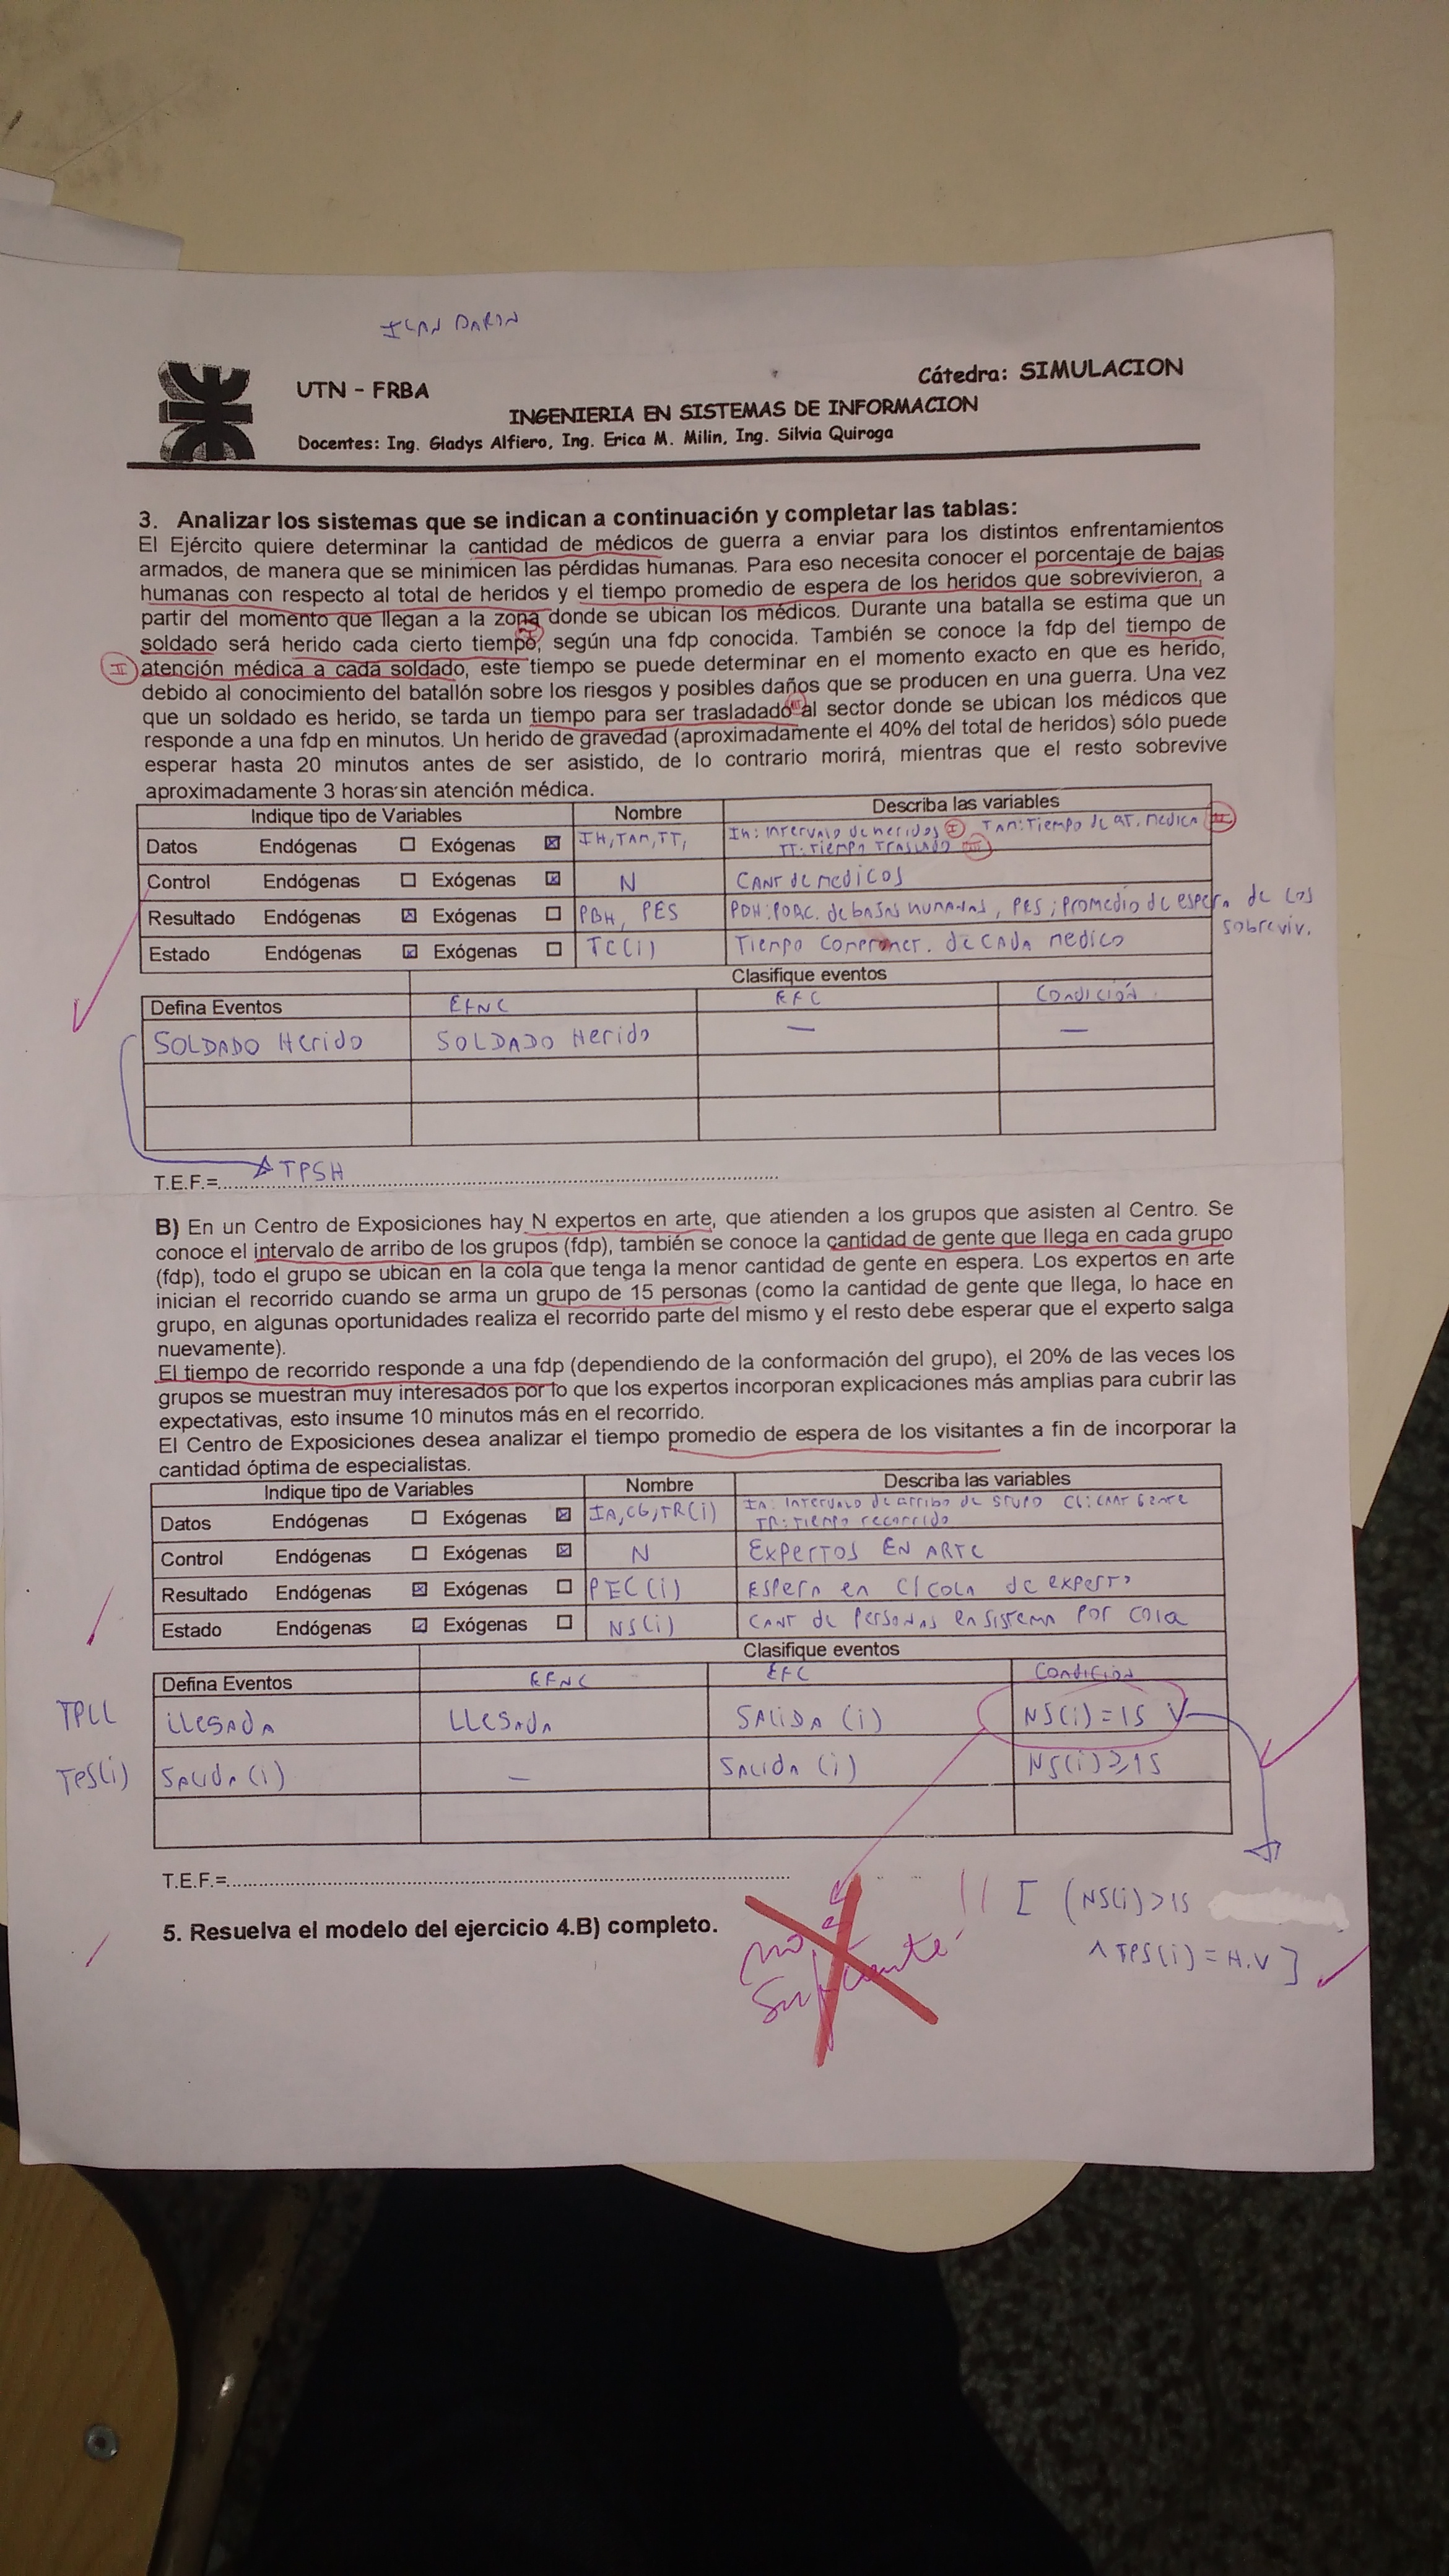 ILAN DARIN
UTN - FRBA
Cátedra: SIMULACION
INGENIERIA EN SISTEMAS DE INFORMACION
Docentes: Ing. Gladys Alfiero, Ing. Erica M. Milin, Ing. Silvia Quiroga
3. Analizar los sistemas que se indican a continuación y completar las tablas:
El Ejército quiere determinar la cantidad de médicos de guerra a enviar para los distintos enfrentamientos
armados, de manera que se minimicen las pérdidas humanas. Para eso necesita conocer el porcentaje de bajas
humanas con respecto al total de heridos y el tiempo promedio de espera de los heridos que sobrevivieron, a
partir del momento que llegan a la zona donde se ubican los médicos. Durante una batalla se estima que un
soldado será herido cada cierto tiempo, según una fdp conocida. También se conoce la fdp del tiempo de
II atención médica a cada soldado, este tiempo se puede determinar en el momento exacto en que es herido,
debido al conocimiento del batallón sobre los riesgos y posibles daños que se producen en una guerra. Una vez
que un soldado es herido, se tarda un tiempo para ser trasladado al sector donde se ubican los médicos que
responde a una fdp en minutos. Un herido de gravedad (aproximadamente el 40% del total de heridos) sólo puede
esperar hasta 20 minutos antes de ser asistido, de lo contrario morirá, mientras que el resto sobrevive
aproximadamente 3 horas sin atención médica.
Indique tipo de Variables Nombre Describa las variables
Datos Endógenas Exógenas IH, TAM, TT, IH: Intervalo de heridos I TAM: Tiempo de at. medica II
TT: Tiempo Traslado III
Control Endógenas Exógenas N CANT de medicos
Resultado Endógenas Exógenas PBH, PES PBH: PORC. de bajas humanas, PES: Promedio de espera de los
sobreviv.
Estado Endógenas Exógenas TC(i) Tiempo Compromet. de cada medico
Clasifique eventos
Defina Eventos EFNC EFC Condición
SOLDADO Herido SOLDADO Herido — —
T.E.F.= TPSH
B) En un Centro de Exposiciones hay N expertos en arte, que atienden a los grupos que asisten al Centro. Se
conoce el intervalo de arribo de los grupos (fdp), también se conoce la cantidad de gente que llega en cada grupo
(fdp), todo el grupo se ubican en la cola que tenga la menor cantidad de gente en espera. Los expertos en arte
inician el recorrido cuando se arma un grupo de 15 personas (como la cantidad de gente que llega, lo hace en
grupo, en algunas oportunidades realiza el recorrido parte del mismo y el resto debe esperar que el experto salga
nuevamente).
El tiempo de recorrido responde a una fdp (dependiendo de la conformación del grupo), el 20% de las veces los
grupos se muestran muy interesados por lo que los expertos incorporan explicaciones más amplias para cubrir las
expectativas, esto insume 10 minutos más en el recorrido.
El Centro de Exposiciones desea analizar el tiempo promedio de espera de los visitantes a fin de incorporar la
cantidad óptima de especialistas.
Indique tipo de Variables Nombre Describa las variables
Datos Endógenas Exógenas IA, CG, TR(i) IA: Intervalo de arribo de grupo CG: CANT Gente
TR: Tiempo recorrido
Control Endógenas Exógenas N EXPERTOS EN ARTE
Resultado Endógenas Exógenas PEC(i) Espera en c/cola de experto
Estado Endógenas Exógenas NS(i) CANT de Personas en sistema por cola
Clasifique eventos
Defina Eventos EFNC EFC Condición
TPLL LLegada LLegada SALIDA (i) NS(i)=15 V
TPS(i) Salida (i) — Salida (i) NS(i)≥15
T.E.F.=
[ (NS(i)>15
∧ TPS(i)=H.V ]
no es
suficiente!!
5. Resuelva el modelo del ejercicio 4.B) completo.